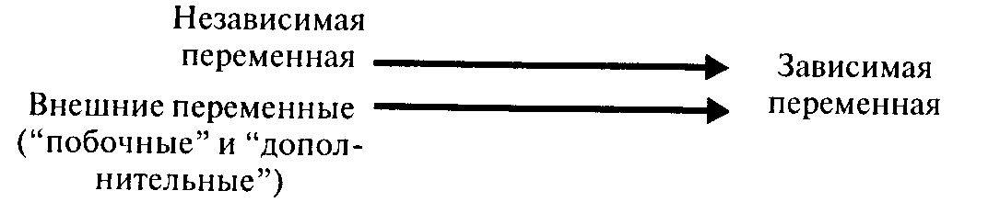 Независимая
переменная
Внешние переменные
(“побочные” и “допол-
нительные”)
Зависимая
переменная